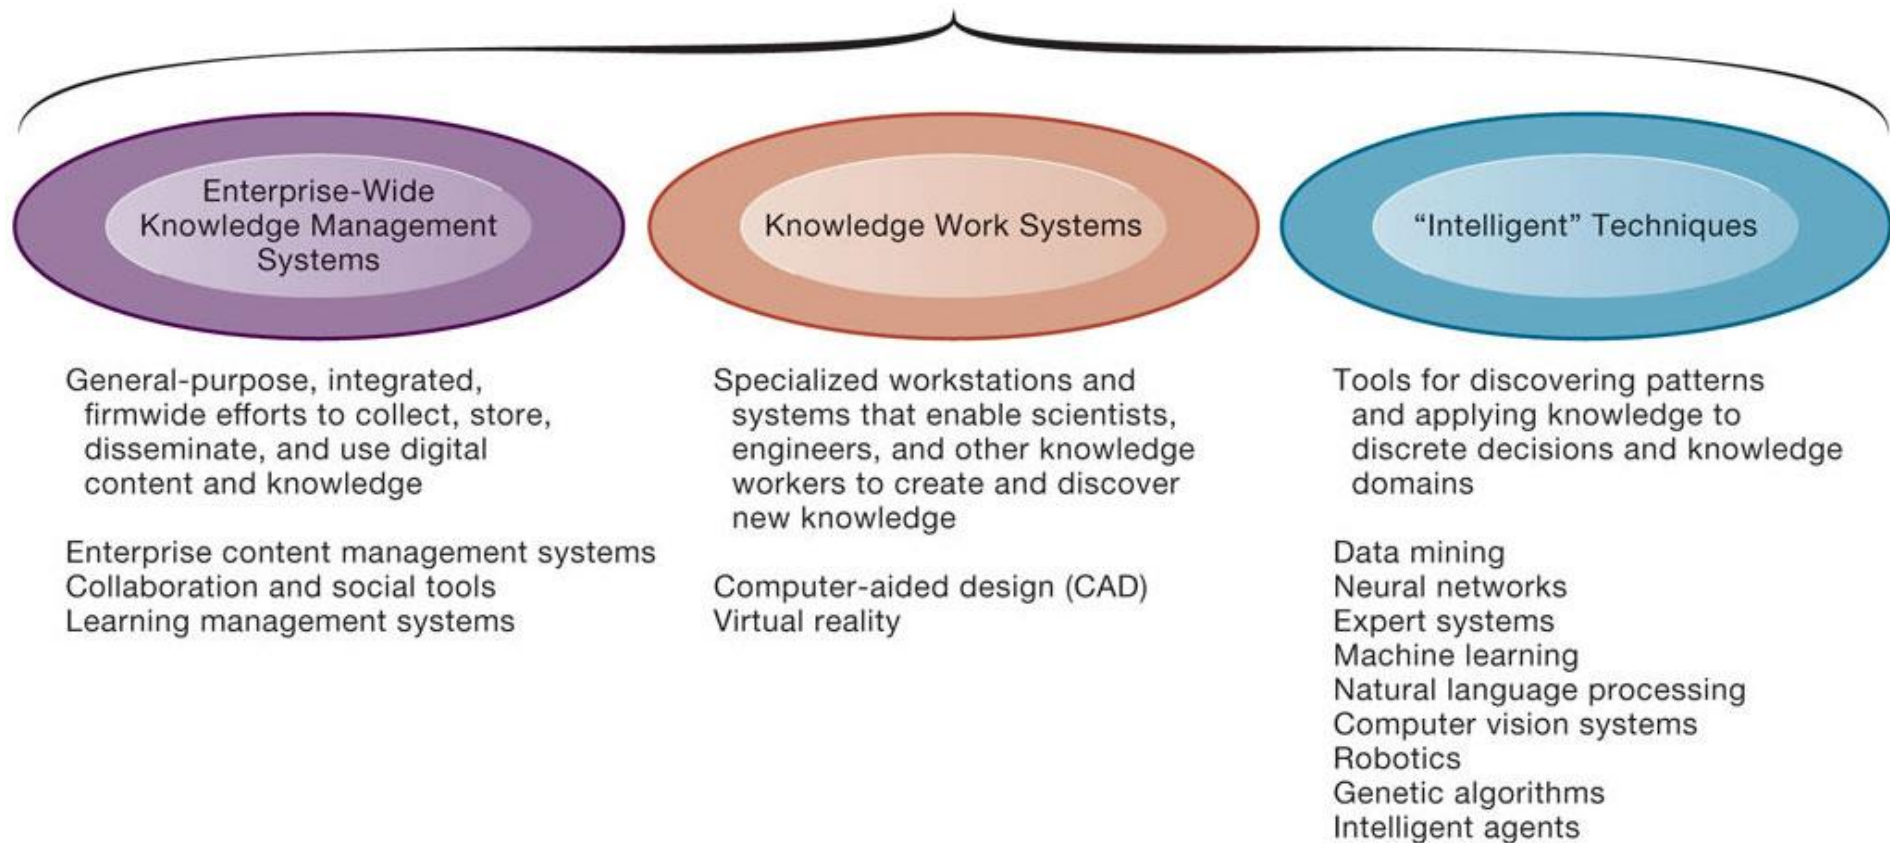 Enterprise-Wide
Knowledge Management
Systems
General-purpose, integrated,
firmwide efforts to collect, store,
disseminate, and use digital
content and knowledge
Enterprise content management systems
Collaboration and social tools
Learning management systems
Knowledge Work Systems
Specialized workstations and
systems that enable scientists,
engineers, and other knowledge
workers to create and discover
new knowledge
Computer-aided design (CAD)
Virtual reality
“Intelligent” Techniques
Tools for discovering patterns
and applying knowledge to
discrete decisions and knowledge
domains
Data mining
Neural networks
Expert systems
Machine learning
Natural language processing
Computer vision systems
Robotics
Genetic algorithms
Intelligent agents